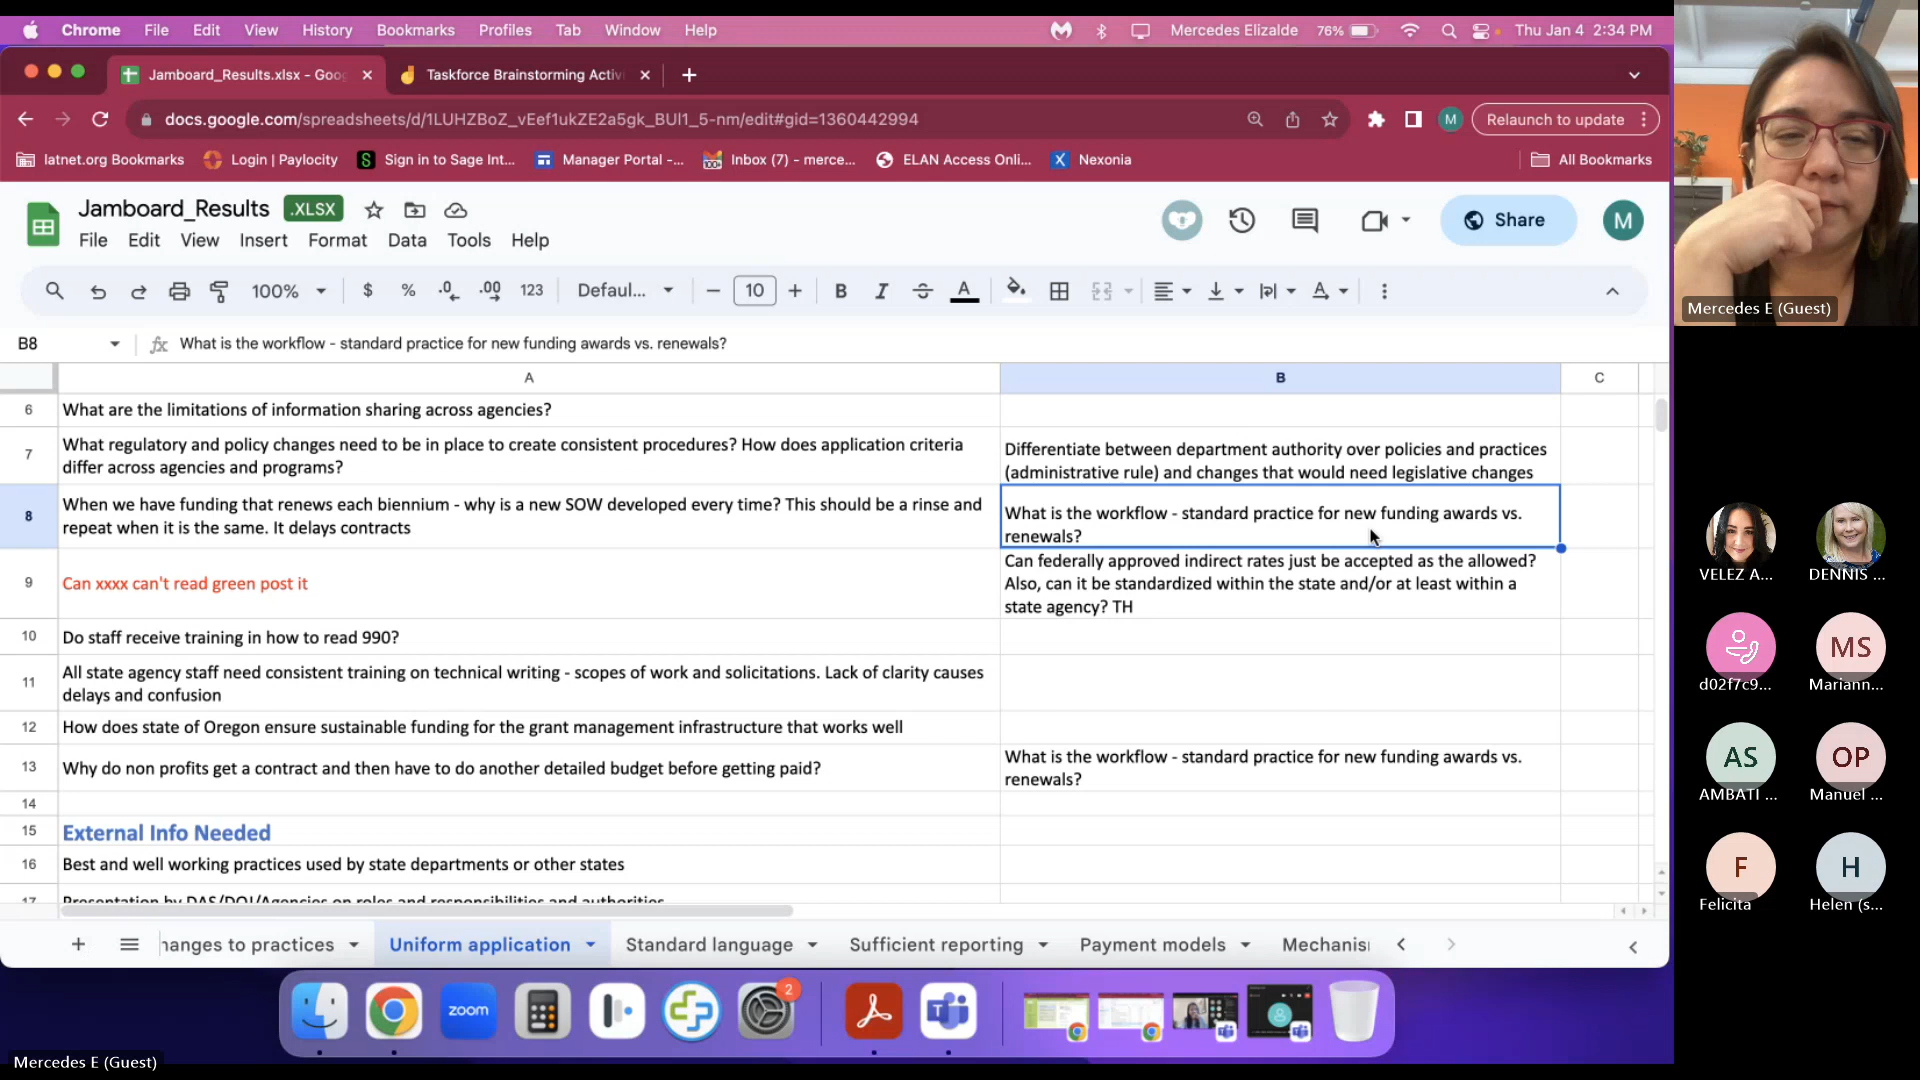 Chrome File Edit View History Bookmarks Profiles Tab Window Help
Mercedes Elizalde 76% Thu Jan 4 2:34 PM
Jamboard_Results.xlsx - Goo
Taskforce Brainstorming Activ
docs.google.com/spreadsheets/d/1LUHZBoZ_vEef1ukZE2a5gk_BUI1_5-nm/edit#gid=1360442994
M
Relaunch to update
latnet.org Bookmarks
Login | Paylocity
S
Sign in to Sage Int...
Manager Portal -...
Inbox (7) - merce...
ELAN Access Onli...
X
Nexonia
All Bookmarks
Jamboard_Results .XLSX
File Edit View Insert Format Data Tools Help
Share
M
100% $ % .0 .00 123 Defaul... 10 B I A
B8 fx What is the workflow - standard practice for new funding awards vs. renewals?
A B C
6 What are the limitations of information sharing across agencies?
7 What regulatory and policy changes need to be in place to create consistent procedures? How does application criteria
differ across agencies and programs?
Differentiate between department authority over policies and practices
(administrative rule) and changes that would need legislative changes
8 When we have funding that renews each biennium - why is a new SOW developed every time? This should be a rinse and
repeat when it is the same. It delays contracts
What is the workflow - standard practice for new funding awards vs.
renewals?
9 Can xxxx can't read green post it
Can federally approved indirect rates just be accepted as the allowed?
Also, can it be standardized within the state and/or at least within a
state agency? TH
10 Do staff receive training in how to read 990?
11 All state agency staff need consistent training on technical writing - scopes of work and solicitations. Lack of clarity causes
delays and confusion
12 How does state of Oregon ensure sustainable funding for the grant management infrastructure that works well
13 Why do non profits get a contract and then have to do another detailed budget before getting paid?
What is the workflow - standard practice for new funding awards vs.
renewals?
14
15 External Info Needed
16 Best and well working practices used by state departments or other states
17 Presentation by DAS/DOJ/Agencies on roles and responsibilities and authorities
hanges to practices Uniform application Standard language Sufficient reporting Payment models Mechanis
zoom
2
Mercedes E (Guest)
Mercedes E (Guest)
VELEZ A... DENNIS ...
d02f7c9...
MS
Mariann...
AS
AMBATI ...
OP
Manuel ...
F
Felicita
H
Helen (s...